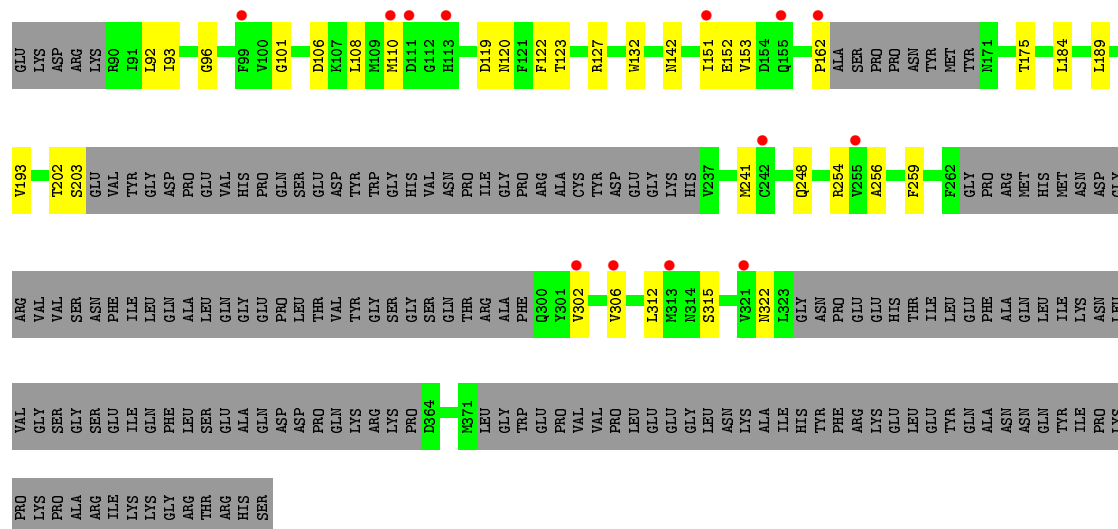 GLU LYS ASP ARG LYS R90 I91 L92 I93 G96 F99 V100 G101 D106 K107 L108 M109 M110 D111 G112 H113 D119 N120 F121 F122 T123 R127 W132 N142 I151 E152 V153 D154 Q155 P162 ALA SER PRO PRO ASN TYR MET TYR N171 T175 L184 L189
V193 T202 S203 GLU VAL TYR GLY ASP PRO GLU VAL HIS PRO GLN SER GLU ASP TYR TRP GLY HIS VAL ASN PRO ILE GLY PRO ARG ALA CYS TYR ASP GLU GLY LYS HIS V237 M241 C242 Q248 R254 V255 A256 F259 F262 GLY PRO ARG MET HIS MET ASN ASP GLY
ARG VAL VAL SER ASN PHE ILE LEU GLN ALA LEU GLN GLY GLU PRO LEU THR VAL TYR GLY SER GLY SER GLN THR ARG ALA PHE Q300 Y301 V302 V306 L312 M313 N314 S315 V321 N322 L323 GLY ASN PRO GLU GLU HIS THR ILE LEU GLU PHE ALA GLN LEU ILE LYS ASN LEU
VAL GLY SER GLY SER GLU ILE GLN PHE LEU SER GLU ALA GLN ASP ASP PRO GLN LYS ARG LYS PRO D364 M371 LEU GLY TRP GLU PRO VAL VAL PRO LEU GLU GLU GLY LEU ASN LYS ALA ILE HIS TYR PHE ARG LYS GLU LEU GLU TYR GLN ALA ASN ASN GLN TYR ILE PRO LYS
PRO LYS PRO ALA ARG ILE LYS LYS GLY ARG THR ARG HIS SER